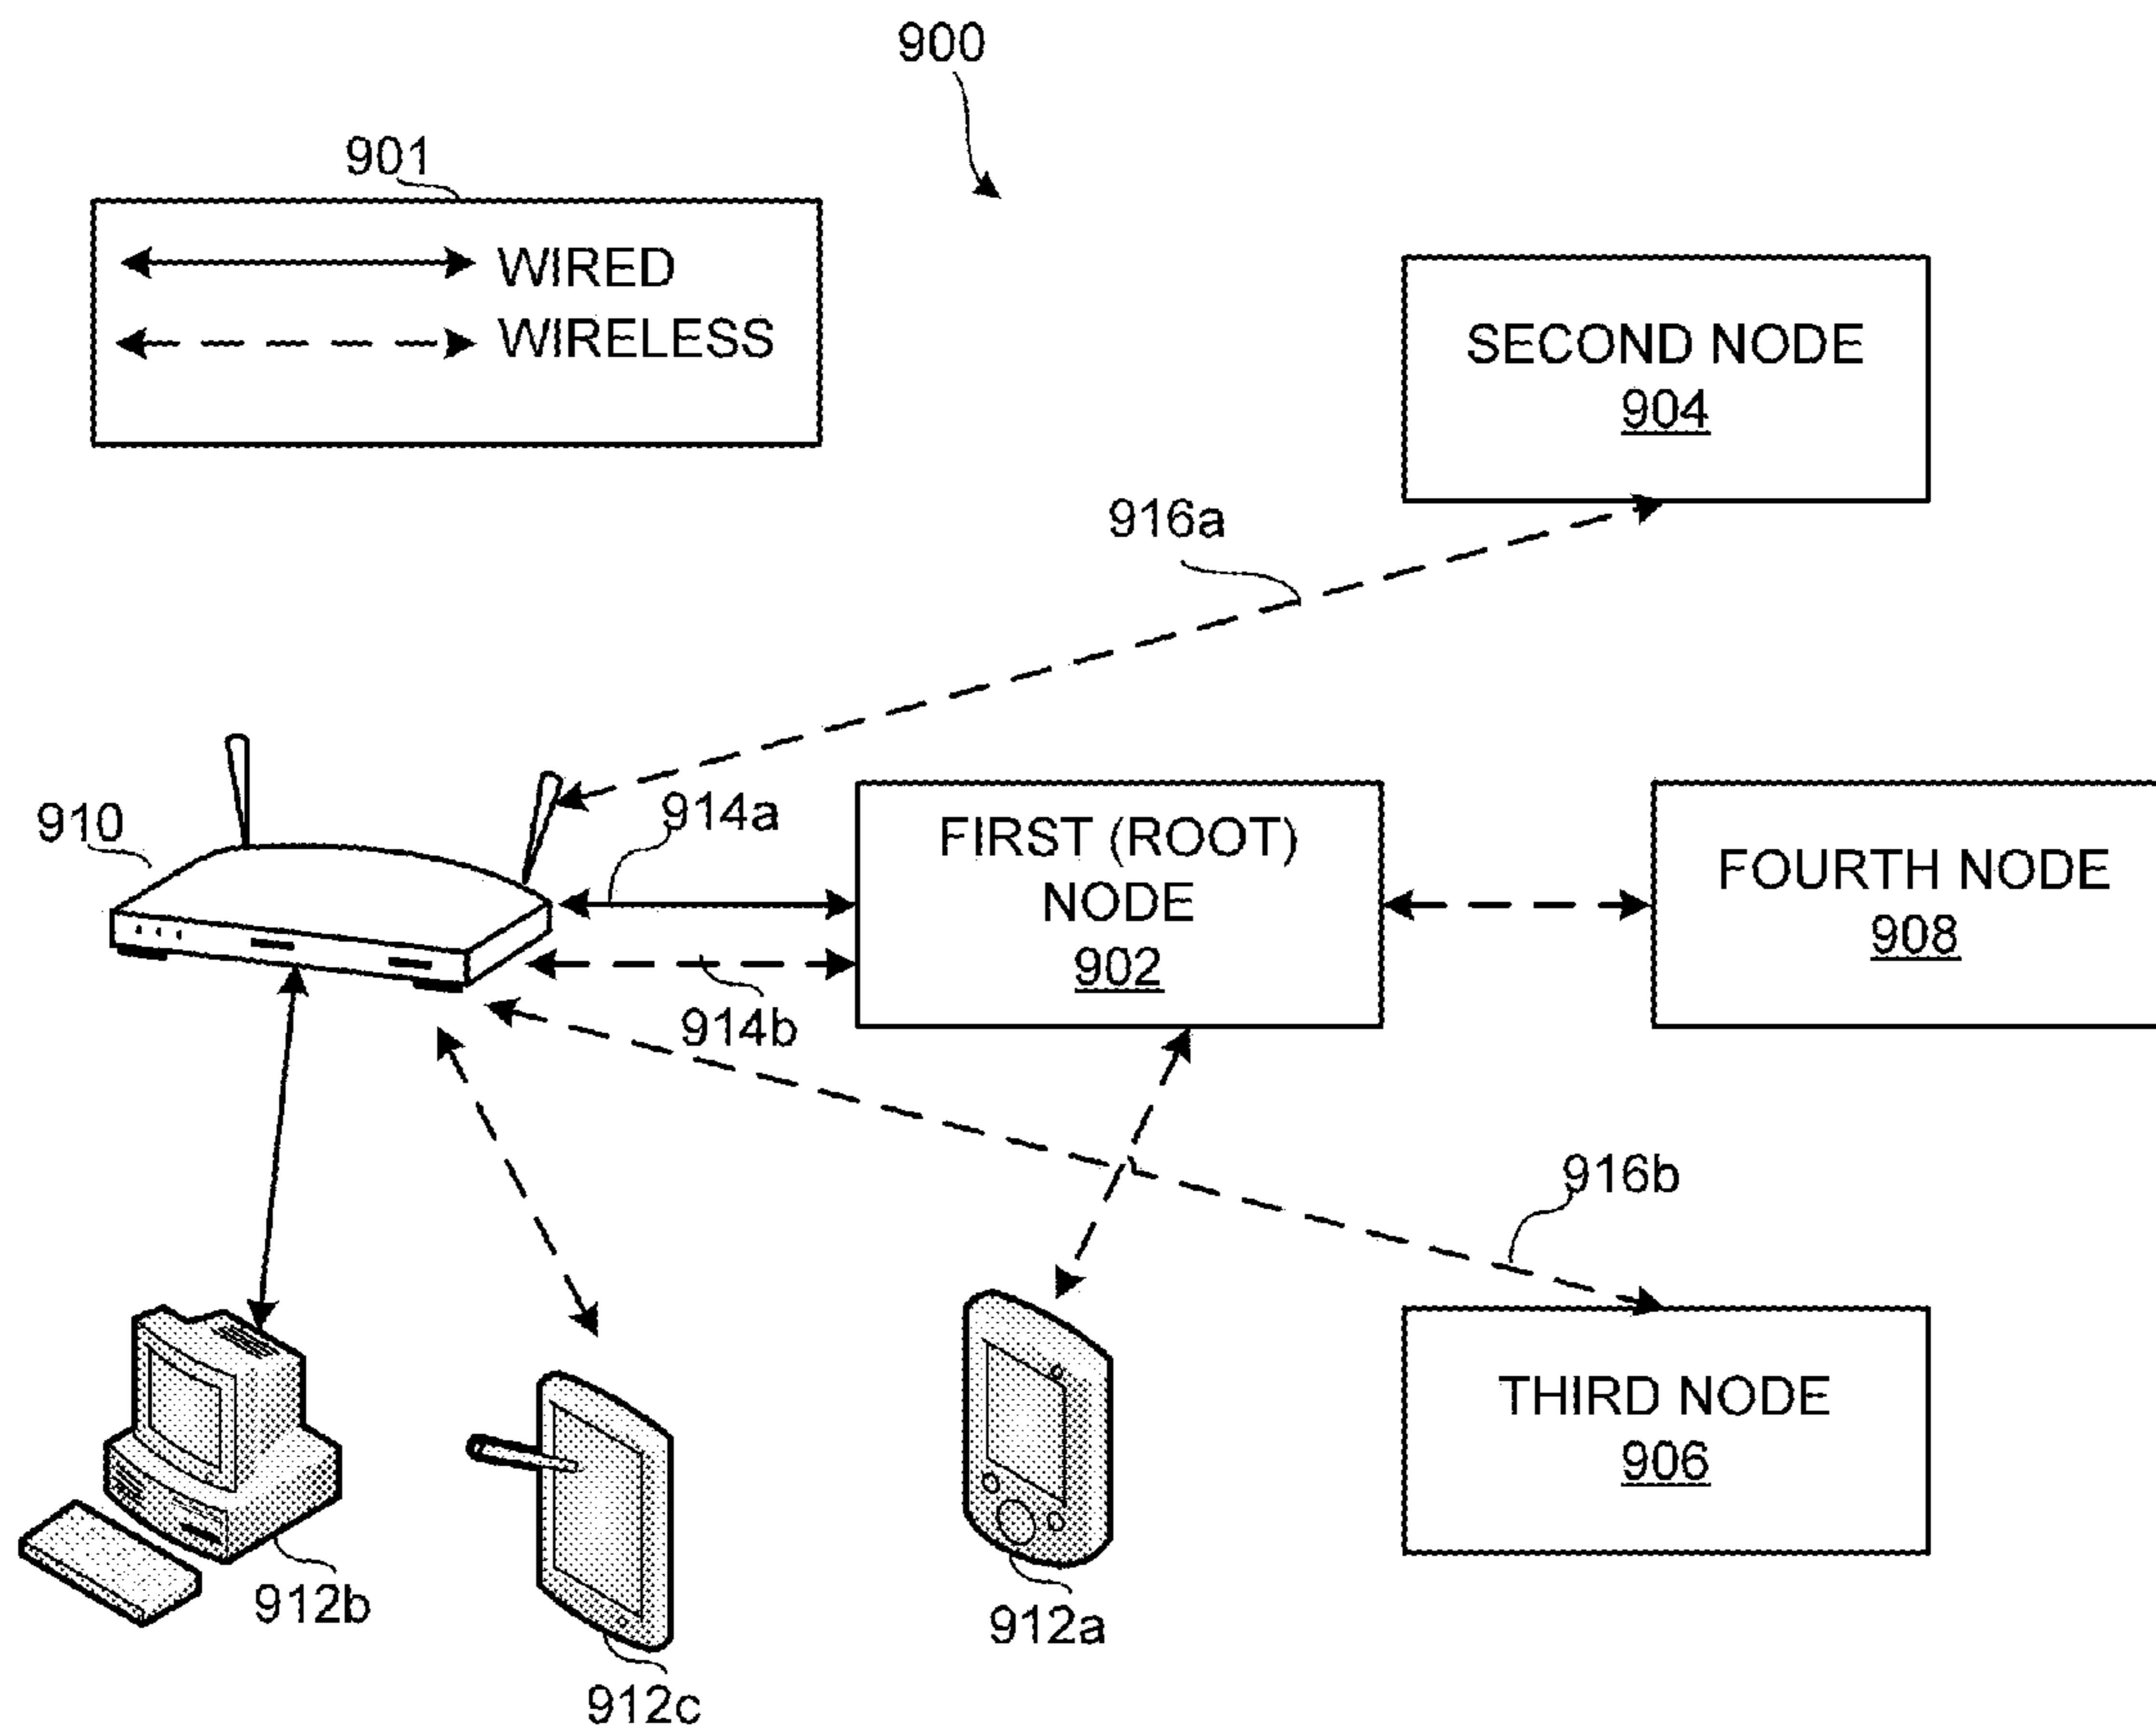 900
901
WIRED
WIRELESS
SECOND NODE
904
916a
910
914a
FIRST (ROOT)
NODE
902
FOURTH NODE
908
914b
916b
THIRD NODE
906
912b
912c
912a